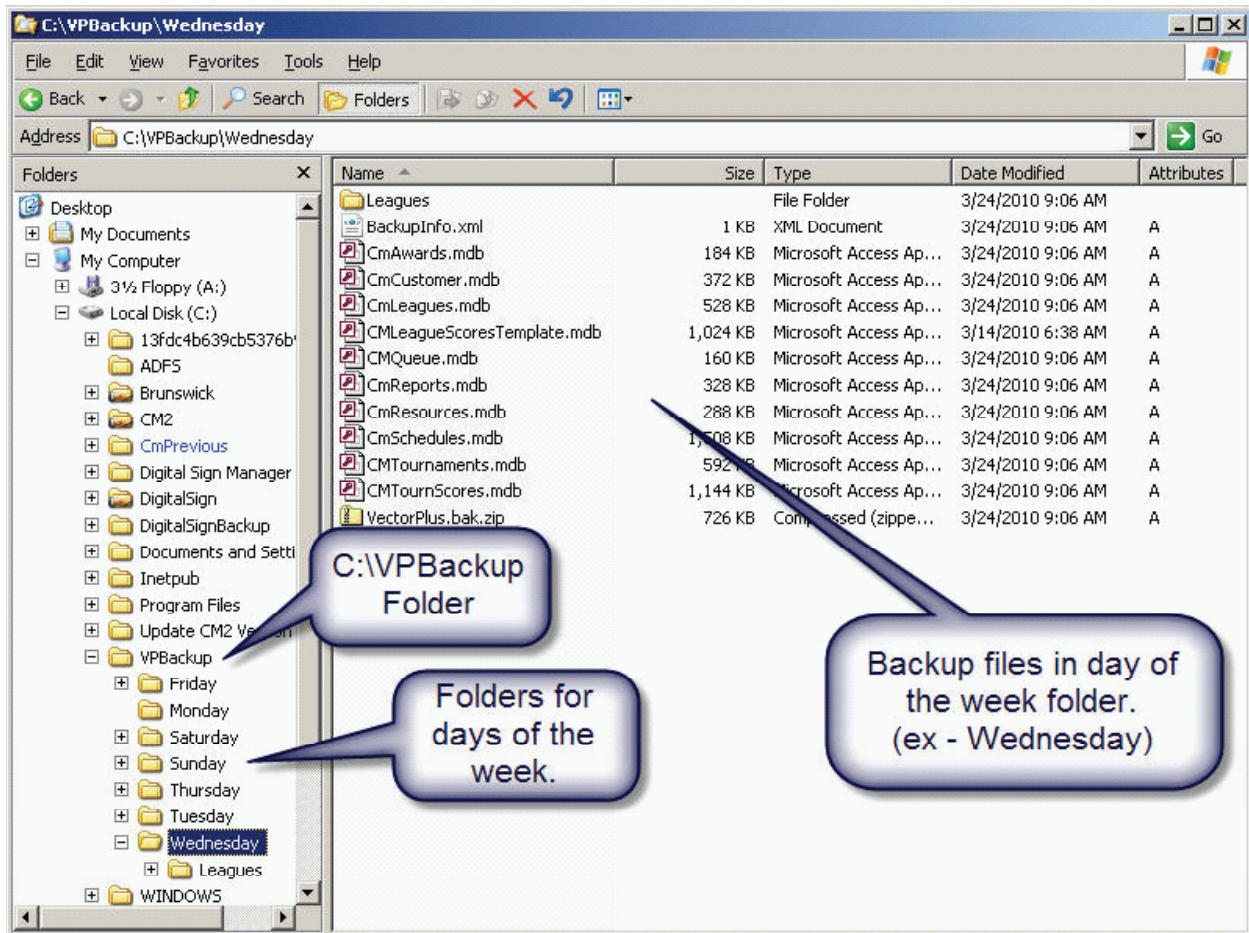 C:\VPBackup\Wednesday
File Edit View Favorites Tools Help
Back Search Folders
Address C:\VPBackup\Wednesday Go
Folders
Desktop
My Documents
My Computer
3½ Floppy (A:)
Local Disk (C:)
13fdc4b639cb5376b
ADFS
Brunswick
CM2
CmPrevious
Digital Sign Manager
DigitalSign
DigitalSignBackup
Documents and Setti
Inetpub
Program Files
Update CM2
VPBackup
Friday
Monday
Saturday
Sunday
Thursday
Tuesday
Wednesday
Leagues
WINDOWS
Name Size Type Date Modified Attributes
Leagues File Folder 3/24/2010 9:06 AM
BackupInfo.xml 1 KB XML Document 3/24/2010 9:06 AM A
CmAwards.mdb 184 KB Microsoft Access Ap... 3/24/2010 9:06 AM A
CmCustomer.mdb 372 KB Microsoft Access Ap... 3/24/2010 9:06 AM A
CmLeagues.mdb 528 KB Microsoft Access Ap... 3/24/2010 9:06 AM A
CMLeagueScoresTemplate.mdb 1,024 KB Microsoft Access Ap... 3/14/2010 6:38 AM A
CMQueue.mdb 160 KB Microsoft Access Ap... 3/24/2010 9:06 AM A
CmReports.mdb 328 KB Microsoft Access Ap... 3/24/2010 9:06 AM A
CmResources.mdb 288 KB Microsoft Access Ap... 3/24/2010 9:06 AM A
CmSchedules.mdb 1,508 KB Microsoft Access Ap... 3/24/2010 9:06 AM A
CMTournaments.mdb 592 KB Microsoft Access Ap... 3/24/2010 9:06 AM A
CMTournScores.mdb 1,144 KB Microsoft Access Ap... 3/24/2010 9:06 AM A
VectorPlus.bak.zip 726 KB Compressed (zippe... 3/24/2010 9:06 AM A
C:\VPBackup
Folder
Folders for
days of the
week.
Backup files in day of
the week folder.
(ex - Wednesday)